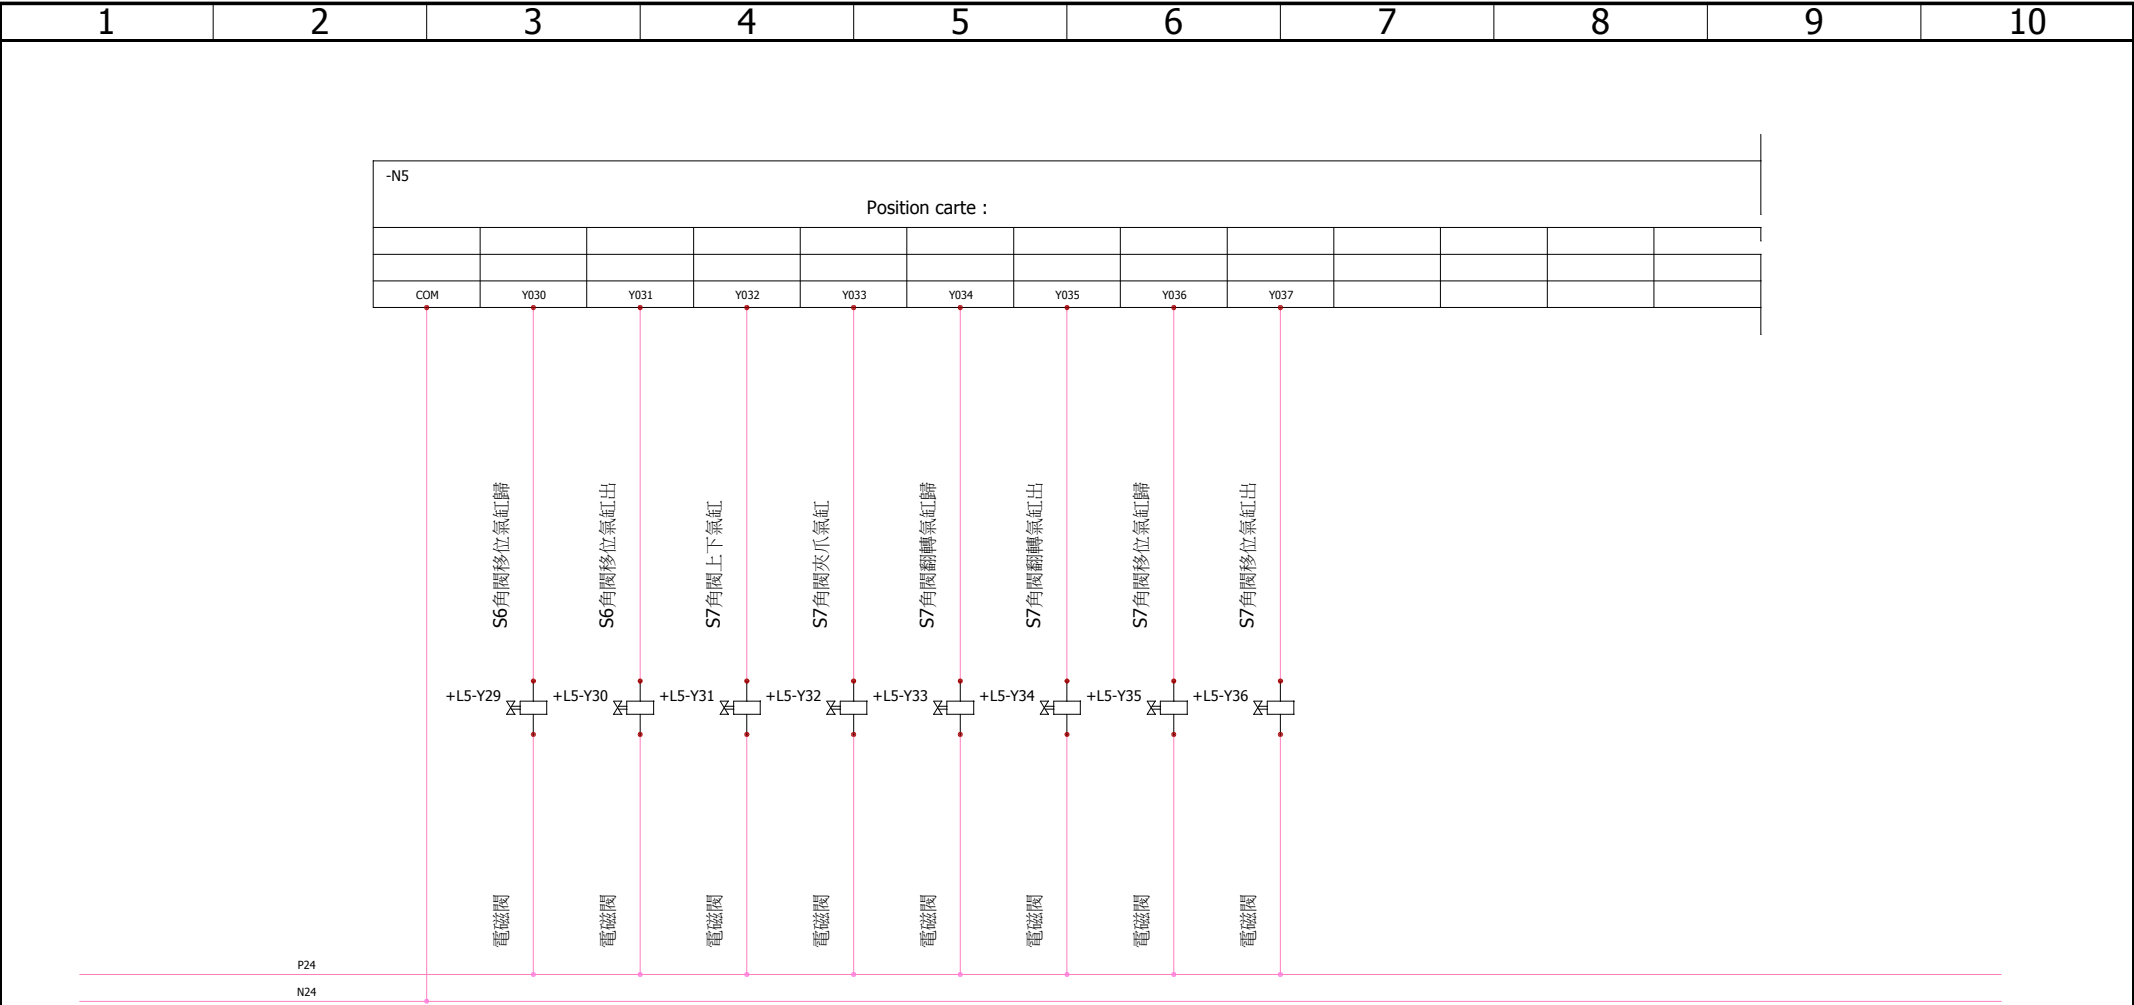 1 2 3 4 5 6 7 8 9 10
-N5
Position carte :
COM Y030 Y031 Y032 Y033 Y034 Y035 Y036 Y037
S6角閥移位氣缸歸
S6角閥移位氣缸出
S7角閥上下氣缸
S7角閥夾爪氣缸
S7角閥翻轉氣缸歸
S7角閥翻轉氣缸出
S7角閥移位氣缸歸
S7角閥移位氣缸出
+L5-Y29 +L5-Y30 +L5-Y31 +L5-Y32 +L5-Y33 +L5-Y34 +L5-Y35 +L5-Y36
電磁閥
電磁閥
電磁閥
電磁閥
電磁閥
電磁閥
電磁閥
電磁閥
P24
N24